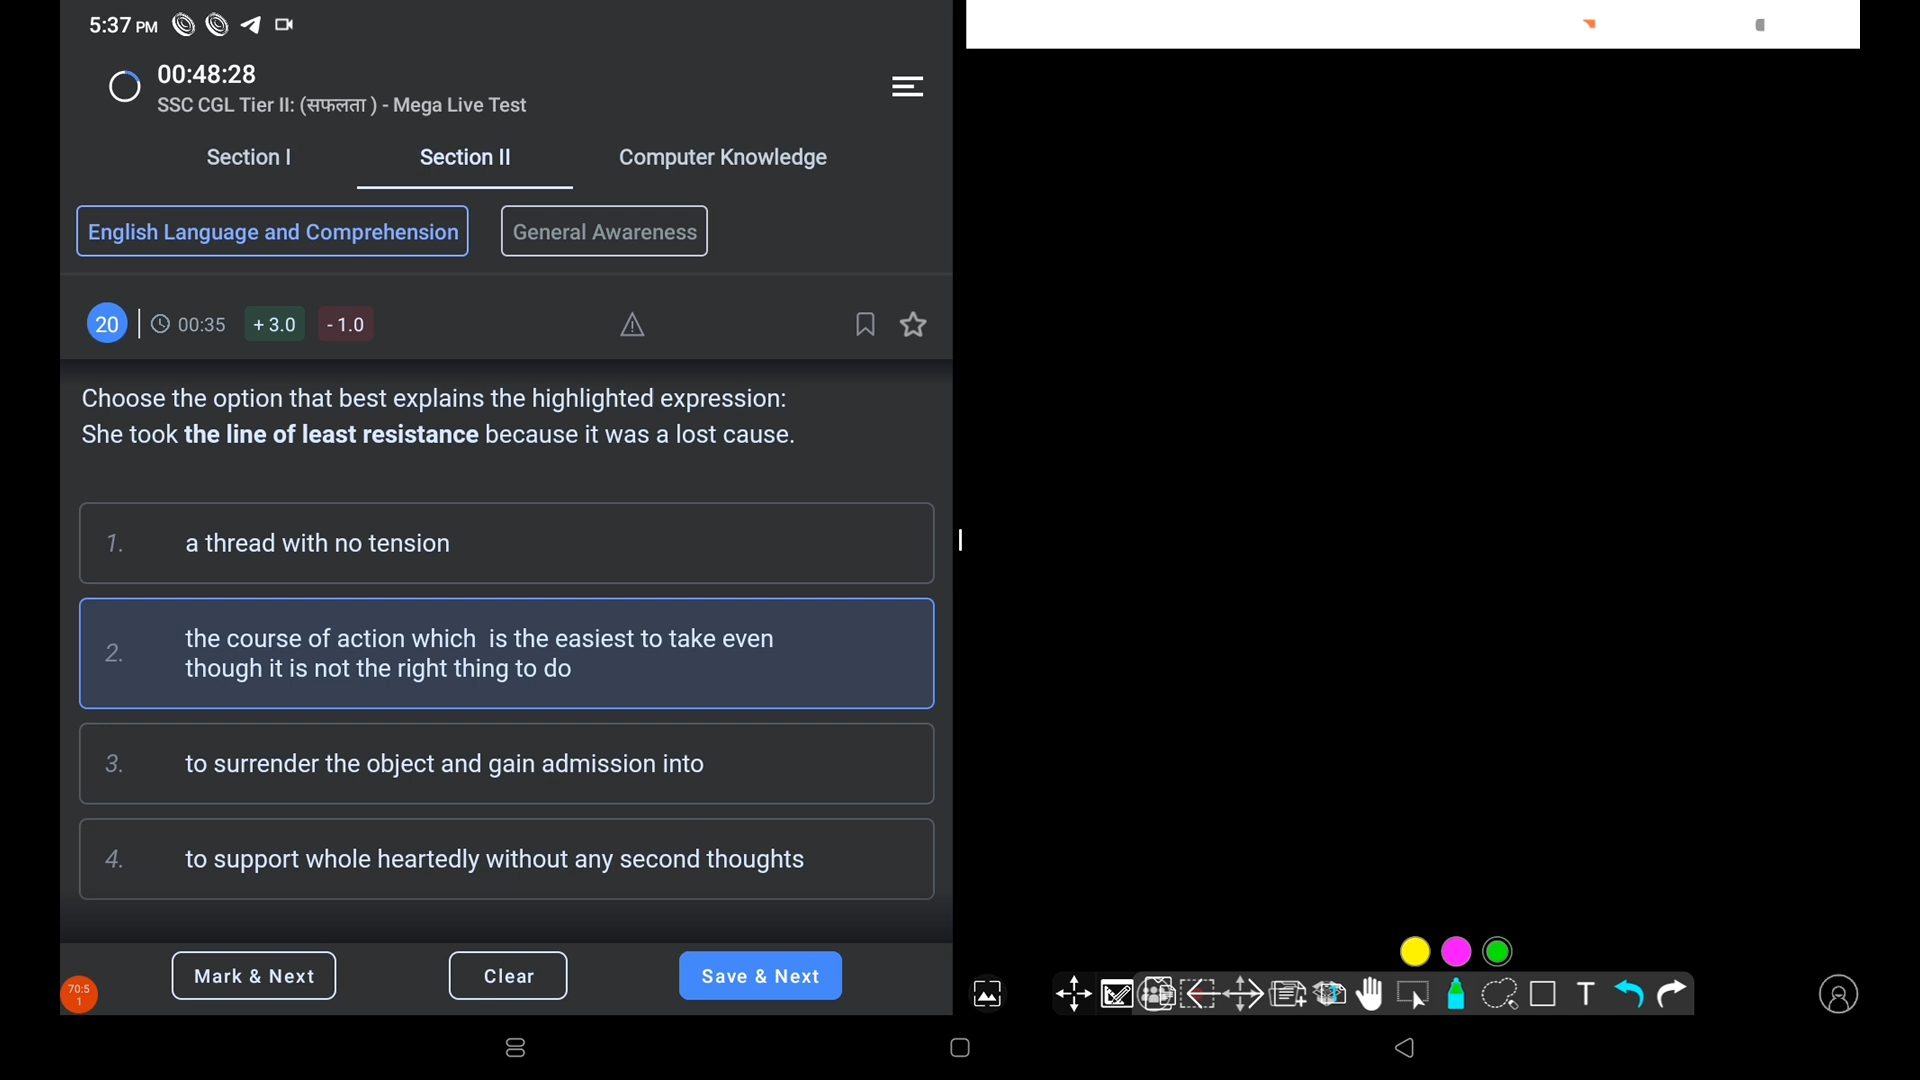 5:37 PM
00:48:28
SSC CGL Tier II: (सफलता ) - Mega Live Test
Section I
Section II
Computer Knowledge
English Language and Comprehension
General Awareness
20
00:35
+ 3.0
- 1.0
Choose the option that best explains the highlighted expression:
She took the line of least resistance because it was a lost cause.
1. a thread with no tension
2. the course of action which is the easiest to take even
though it is not the right thing to do
3. to surrender the object and gain admission into
4. to support whole heartedly without any second thoughts
Mark & Next
Clear
Save & Next
70:5
1
T